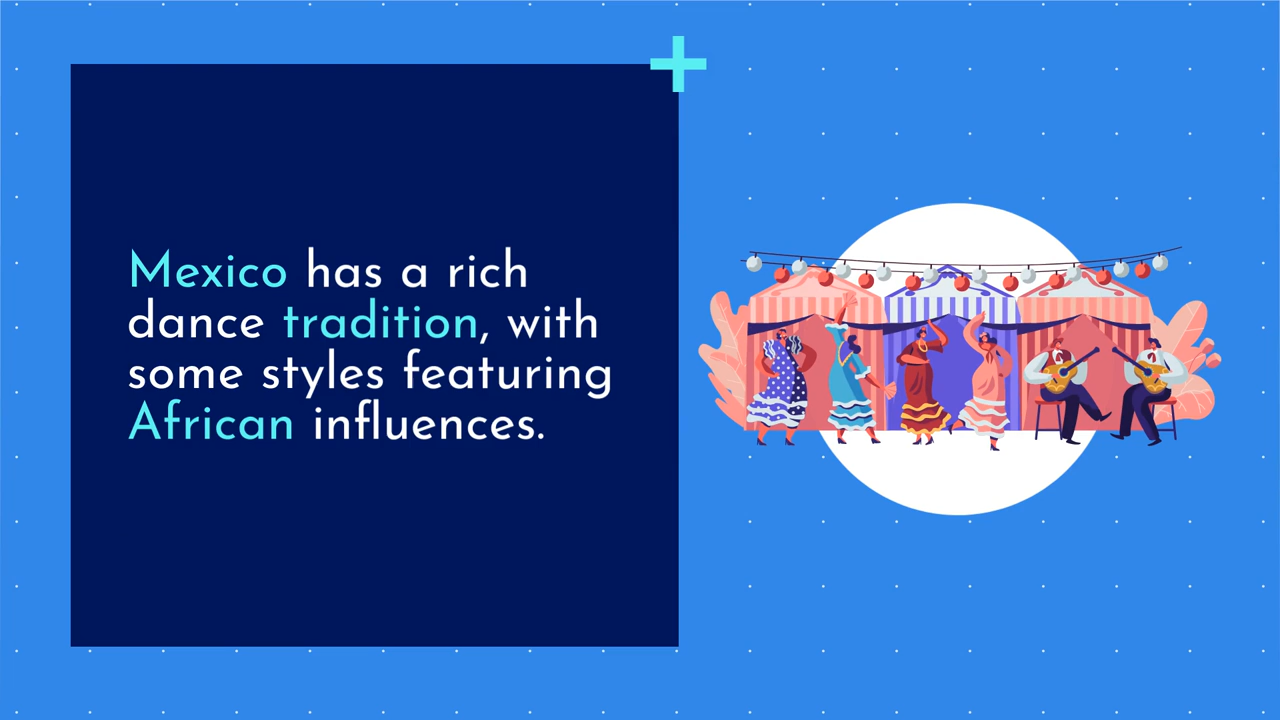 Mexico has a rich
dance tradition, with
some styles featuring
African influences.